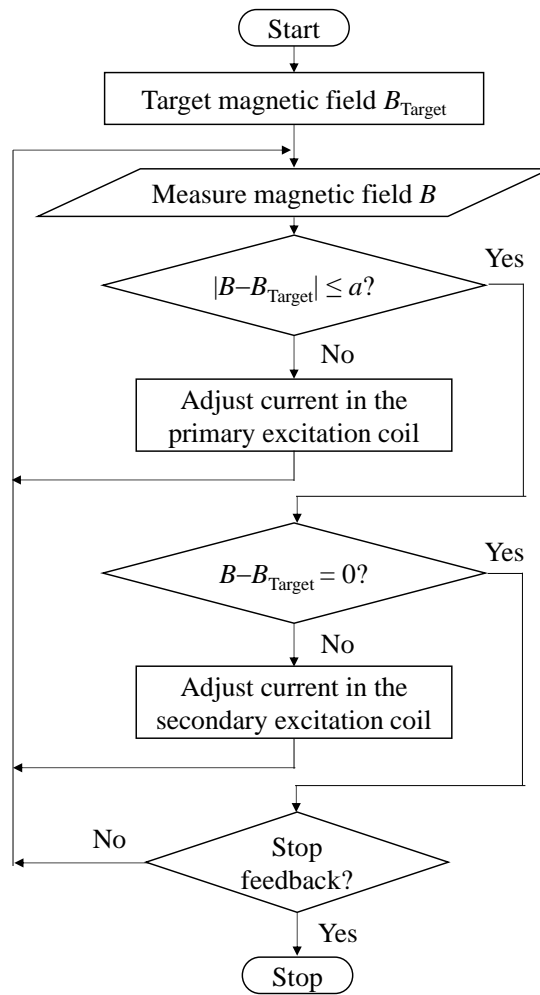 Start
Target magnetic field B_Target
Measure magnetic field B
Yes
|B–B_Target| ≤ a?
No
Adjust current in the
primary excitation coil
Yes
B–B_Target = 0?
No
Adjust current in the
secondary excitation coil
No
Stop
feedback?
Yes
Stop